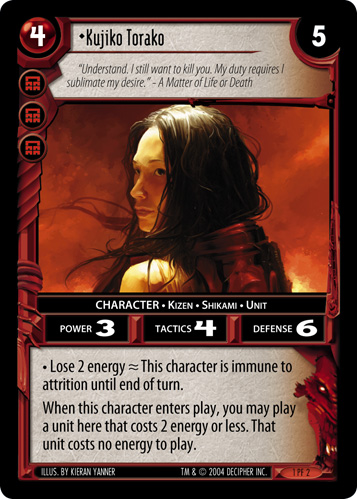 4
•Kujiko Torako
5
"Understand. I still want to kill you. My duty requires I
sublimate my desire." - A Matter of Life or Death
CHARACTER • KIZEN • SHIKAMI • UNIT
POWER 3 TACTICS 4 DEFENSE 6
• Lose 2 energy ≈ This character is immune to
attrition until end of turn.
When this character enters play, you may play
a unit here that costs 2 energy or less. That
unit costs no energy to play.
ILLUS. BY KIERAN YANNER TM & © 2004 DECIPHER INC. 1 PF 2